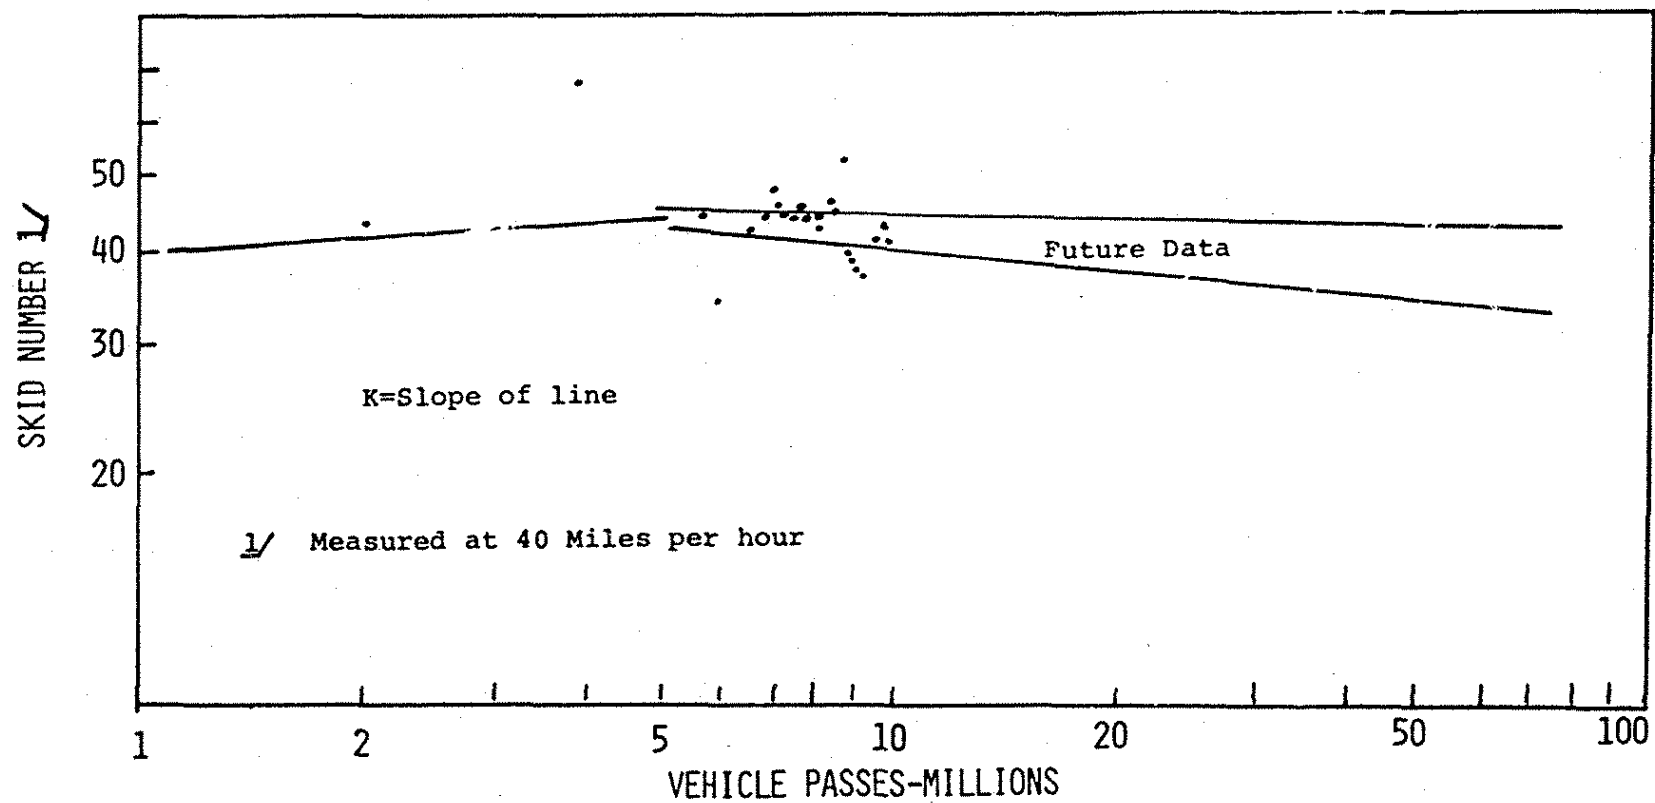 50
40
30
20
SKID NUMBER 1/
Future Data
K=Slope of line
1/ Measured at 40 Miles per hour
1 2 5 10 20 50 100
VEHICLE PASSES-MILLIONS